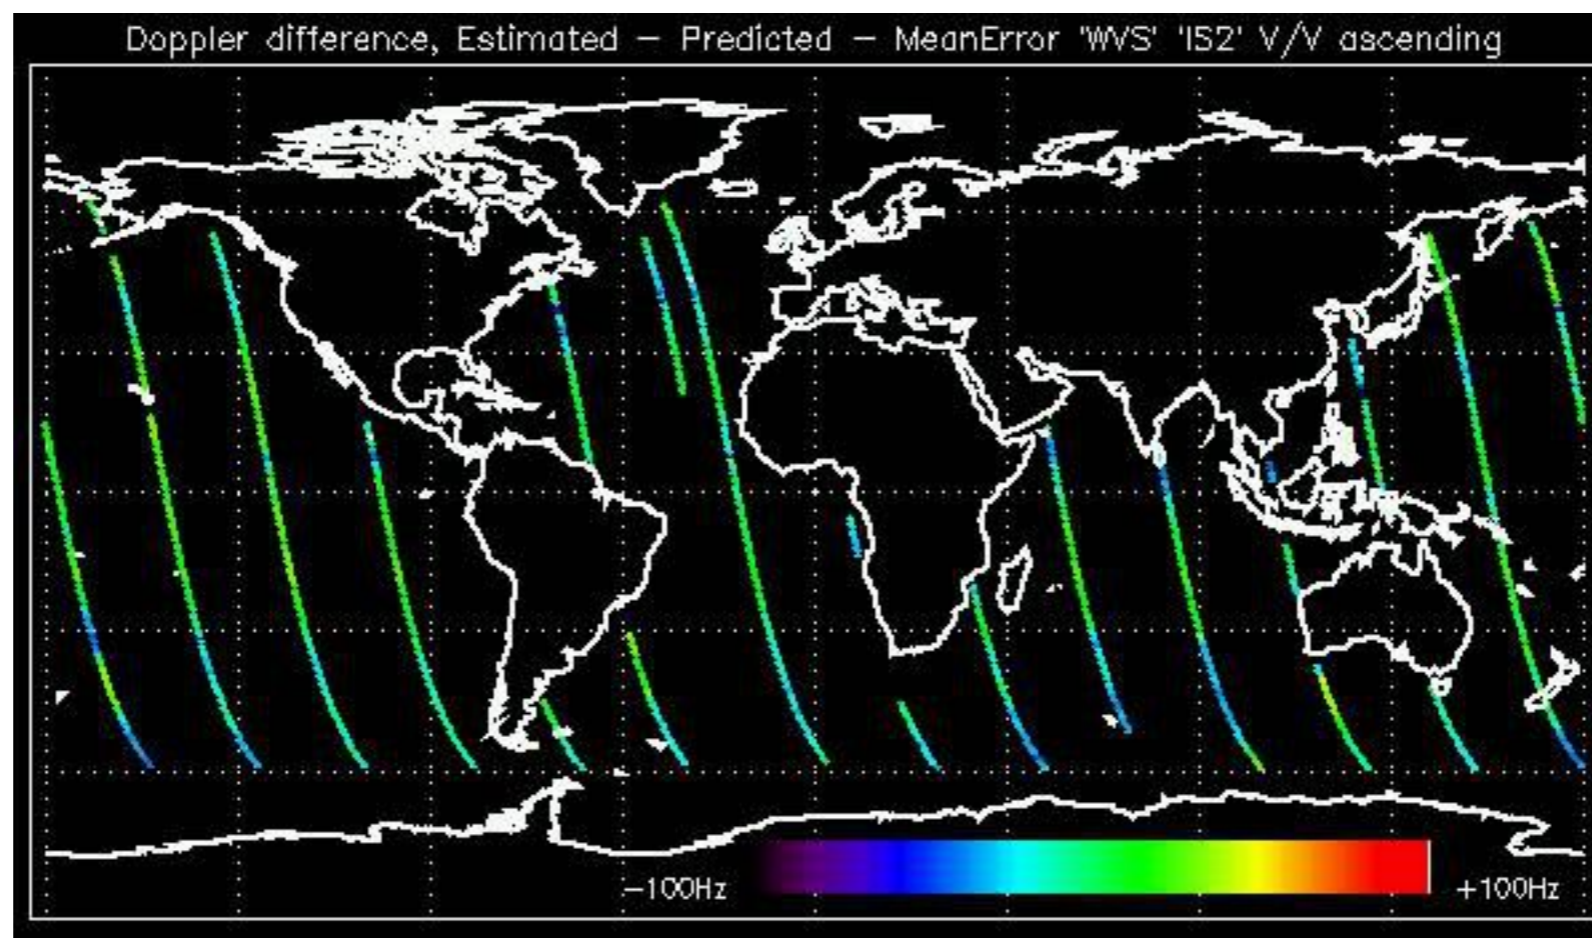 Doppler difference, Estimated – Predicted – MeanError 'WVS' 'IS2' V/V ascending
–100Hz +100Hz